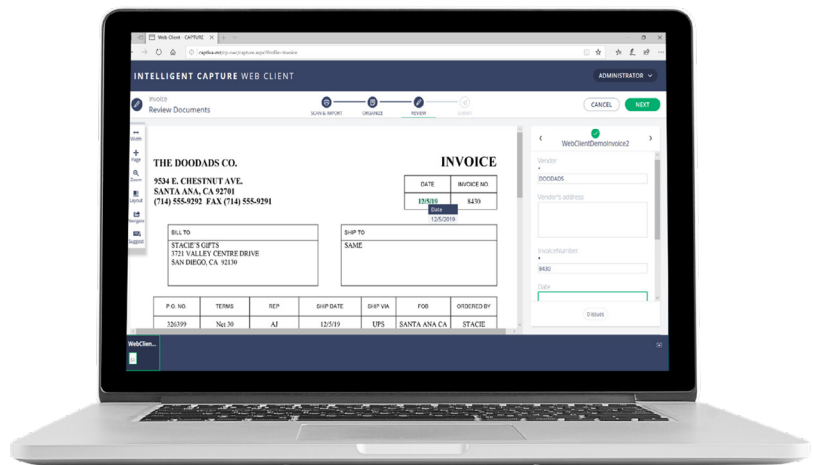 Web Client - CAPTURE
INTELLIGENT CAPTURE WEB CLIENT
ADMINISTRATOR
Invoice
Review Documents
SCAN & IMPORT
ORGANIZE
REVIEW
CANCEL
NEXT
Width
Page
Zoom
Layout
Navigate
Suggest
THE DOODADS CO.
9534 E. CHESTNUT AVE.
SANTA ANA, CA 92701
(714) 555-9292 FAX (714) 555-9291
INVOICE
DATE INVOICE NO.
12/5/19 8430
Date
12/5/2019
BILL TO
STACIE'S GIFTS
3721 VALLEY CENTRE DRIVE
SAN DIEGO, CA 92130
SHIP TO
SAME
P.O. NO. TERMS REP SHIP DATE SHIP VIA FOB ORDERED BY
326399 Net 30 AJ 12/5/19 UPS SANTA ANA CA STACIE
WebClientDemoInvoice2
Vendor
DOODADS
Vendor's address
InvoiceNumber
8430
Date
0 issues
WebClien...